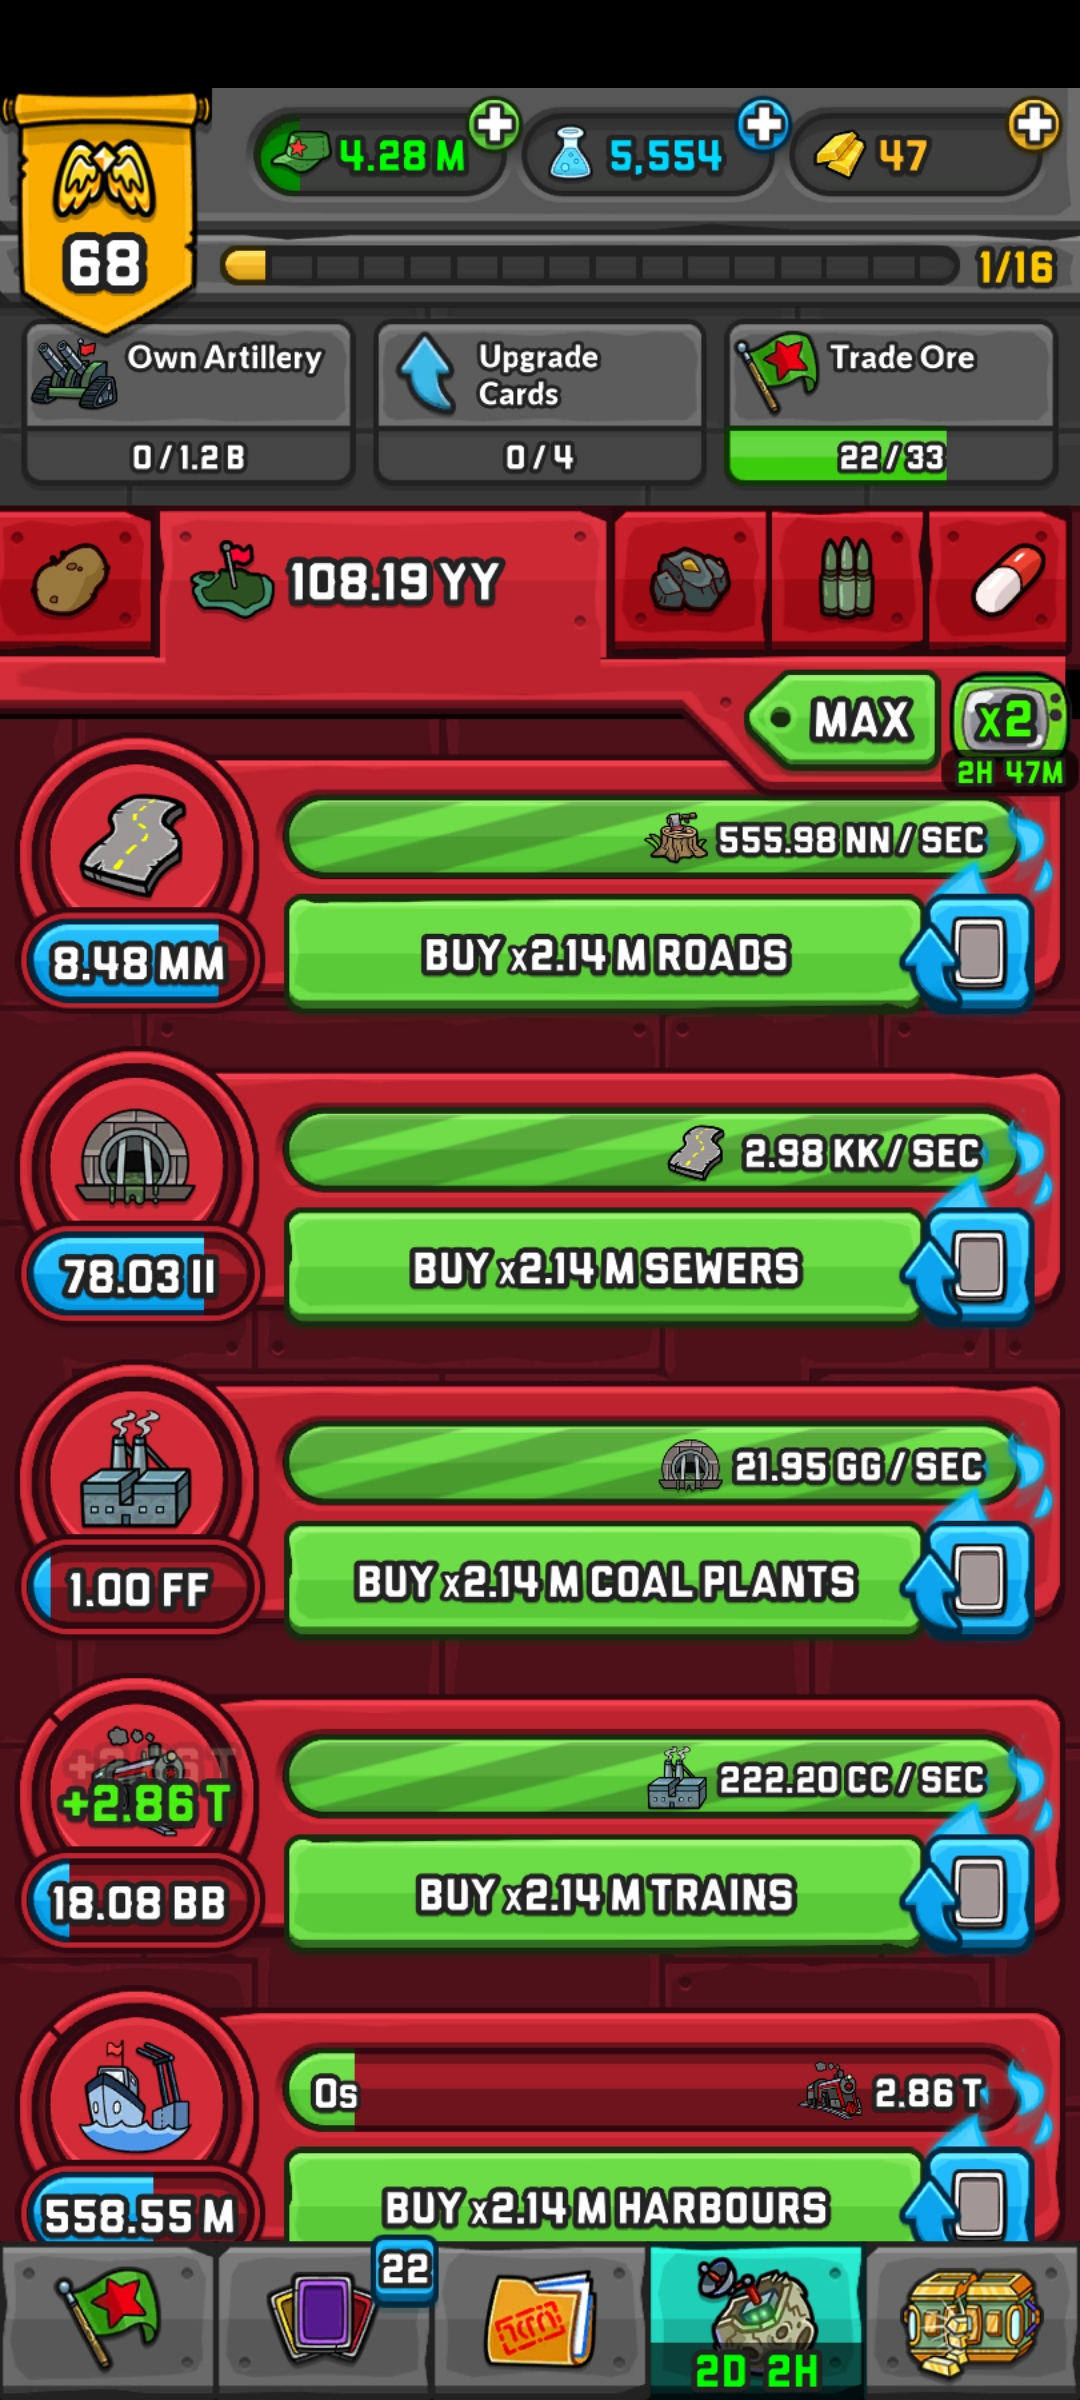 4.28 M
5,554
47
68
1/16
Own Artillery
0 / 1.2 B
Upgrade
Cards
0 / 4
Trade Ore
22 / 33
108.19 YY
MAX
x2
2H 47M
555.98 NN / SEC
8.48 MM
BUY x2.14 M ROADS
2.98 KK / SEC
78.03 II
BUY x2.14 M SEWERS
21.95 GG / SEC
1.00 FF
BUY x2.14 M COAL PLANTS
222.20 CC / SEC
+2.86 T
18.08 BB
BUY x2.14 M TRAINS
0s
2.86 T
558.55 M
BUY x2.14 M HARBOURS
22
2D 2H